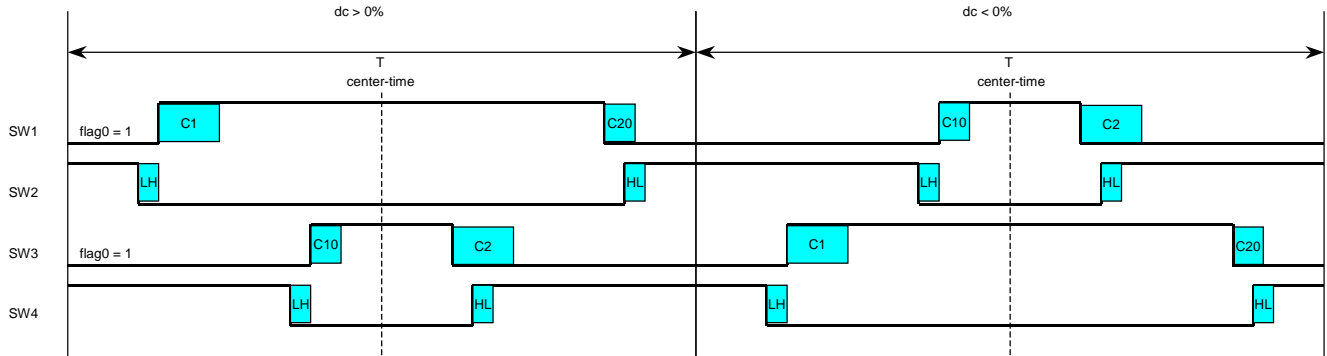 dc > 0% dc < 0%
T T
center-time center-time
SW1 flag0 = 1 C1 C20 C10 C2
SW2 LH HL LH HL
SW3 flag0 = 1 C10 C2 C1 C20
SW4 LH HL LH HL